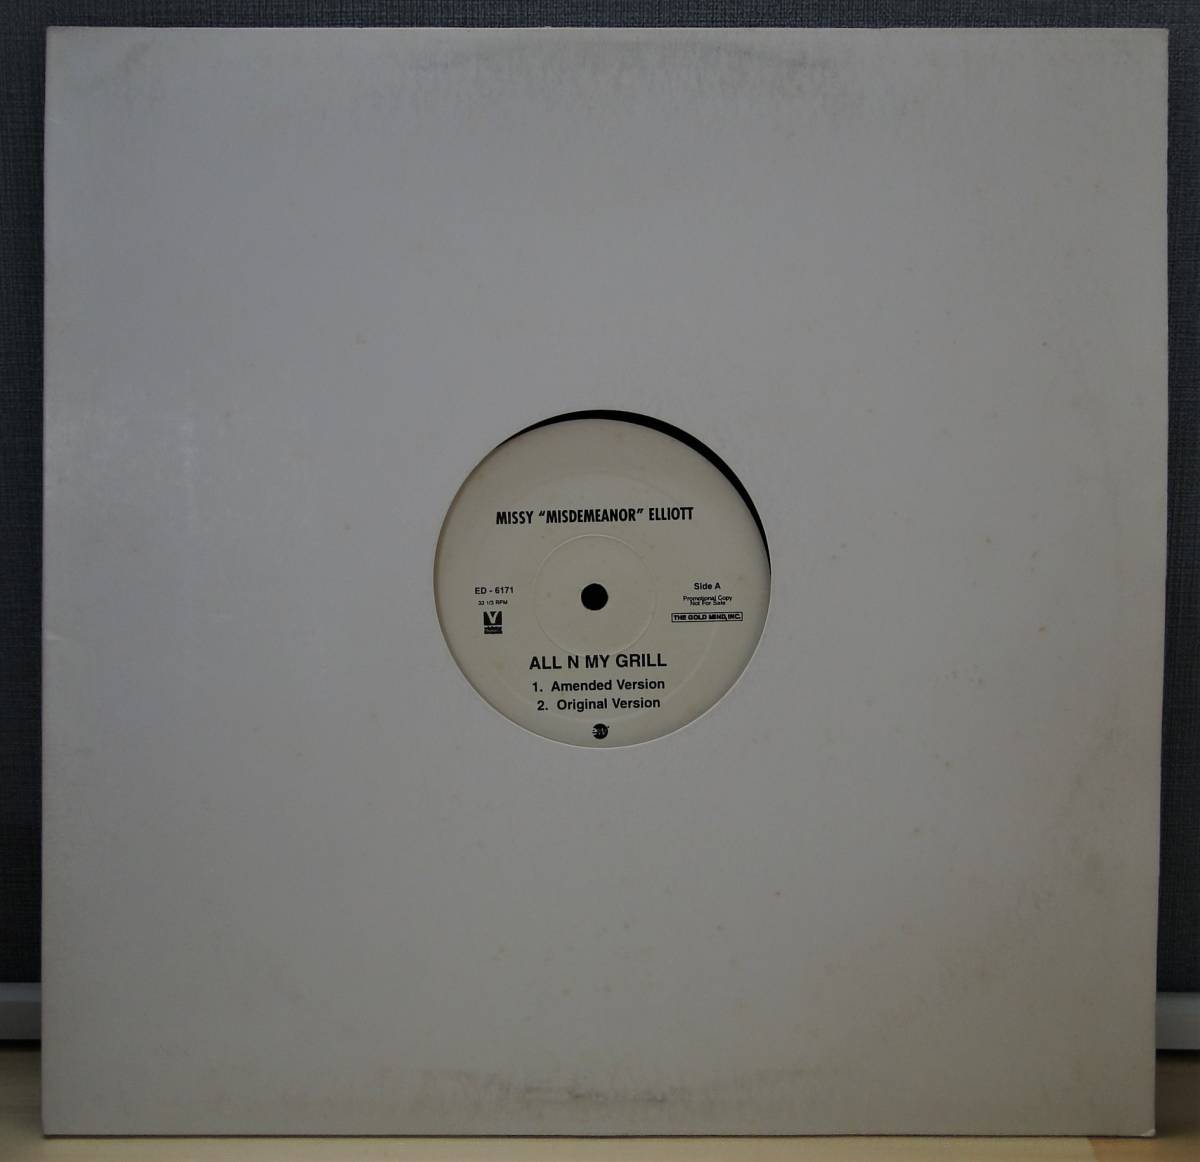 MISSY “MISDEMEANOR” ELLIOTT
ED - 6171
33 1/3 RPM
Side A
Promotional Copy
Not For Sale
THE GOLD MIND, INC.
ALL N MY GRILL
1. Amended Version
2. Original Version